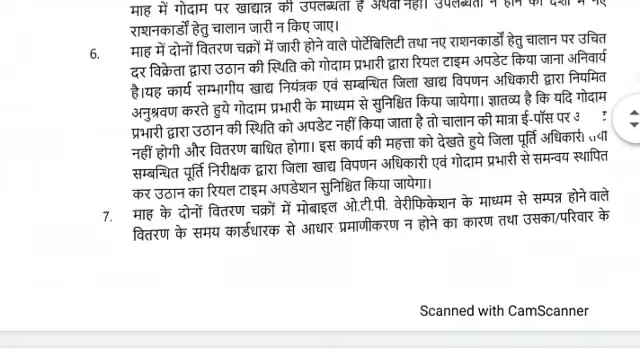 माह में गोदाम पर खाद्यान्न की उपलब्धता है अथवा नहीं। उपलब्धता न होने की दशा में नए
राशनकार्डों हेतु चालान जारी न किए जाए।
6. माह में दोनों वितरण चक्रों में जारी होने वाले पोर्टेबिलिटी तथा नए राशनकार्डों हेतु चालान पर उचित
दर विक्रेता द्वारा उठान की स्थिति को गोदाम प्रभारी द्वारा रियल टाइम अपडेट किया जाना अनिवार्य
है।यह कार्य सम्भागीय खाद्य नियंत्रक एवं सम्बन्धित जिला खाद्य विपणन अधिकारी द्वारा नियमित
अनुश्रवण करते हुये गोदाम प्रभारी के माध्यम से सुनिश्चित किया जायेगा। ज्ञातव्य है कि यदि गोदाम
प्रभारी द्वारा उठान की स्थिति को अपडेट नहीं किया जाता है तो चालान की मात्रा ई-पॉस पर
नहीं होगी और वितरण बाधित होगा। इस कार्य की महत्ता को देखते हुये जिला पूर्ति अधिकारी तथा
सम्बन्धित पूर्ति निरीक्षक द्वारा जिला खाद्य विपणन अधिकारी एवं गोदाम प्रभारी से समन्वय स्थापित
कर उठान का रियल टाइम अपडेशन सुनिश्चित किया जायेगा।
7. माह के दोनों वितरण चक्रों में मोबाइल ओ.टी.पी. वेरीफिकेशन के माध्यम से सम्पन्न होने वाले
वितरण के समय कार्डधारक से आधार प्रमाणीकरण न होने का कारण तथा उसका/परिवार के
Scanned with CamScanner